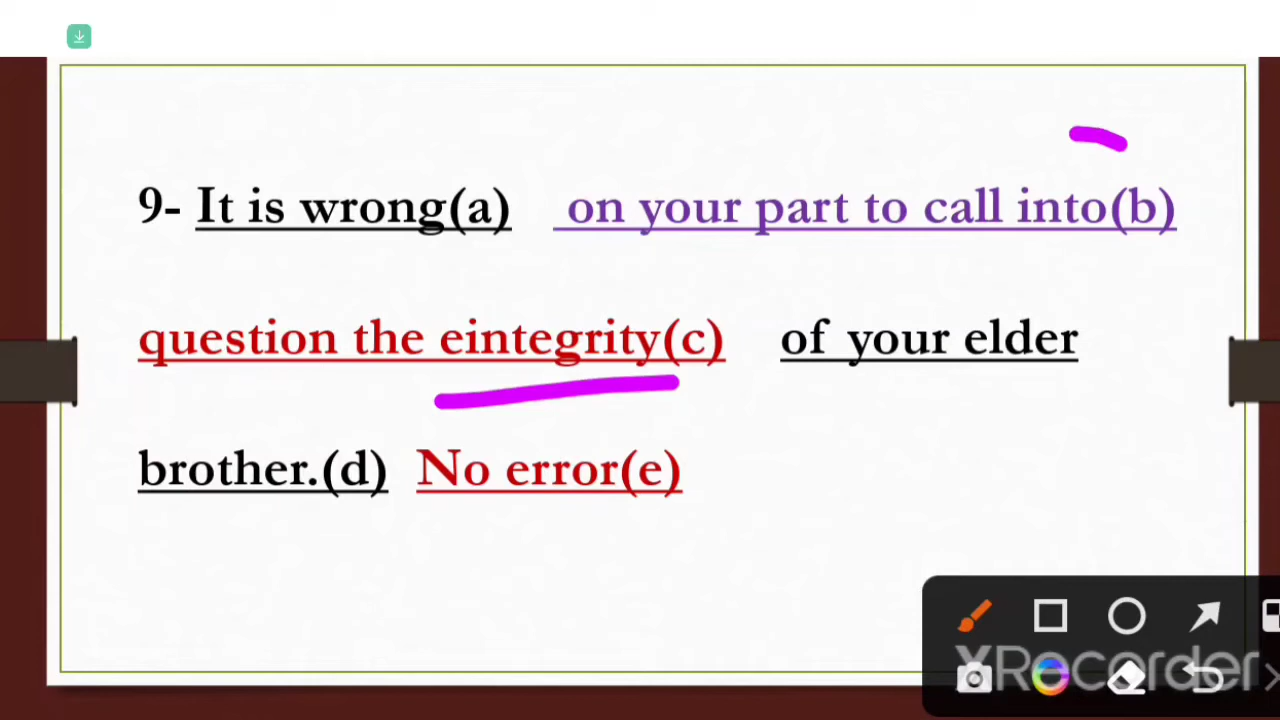 9- It is wrong(a) on your part to call into(b)
question the eintegrity(c) of your elder
brother.(d) No error(e)
XRecorder